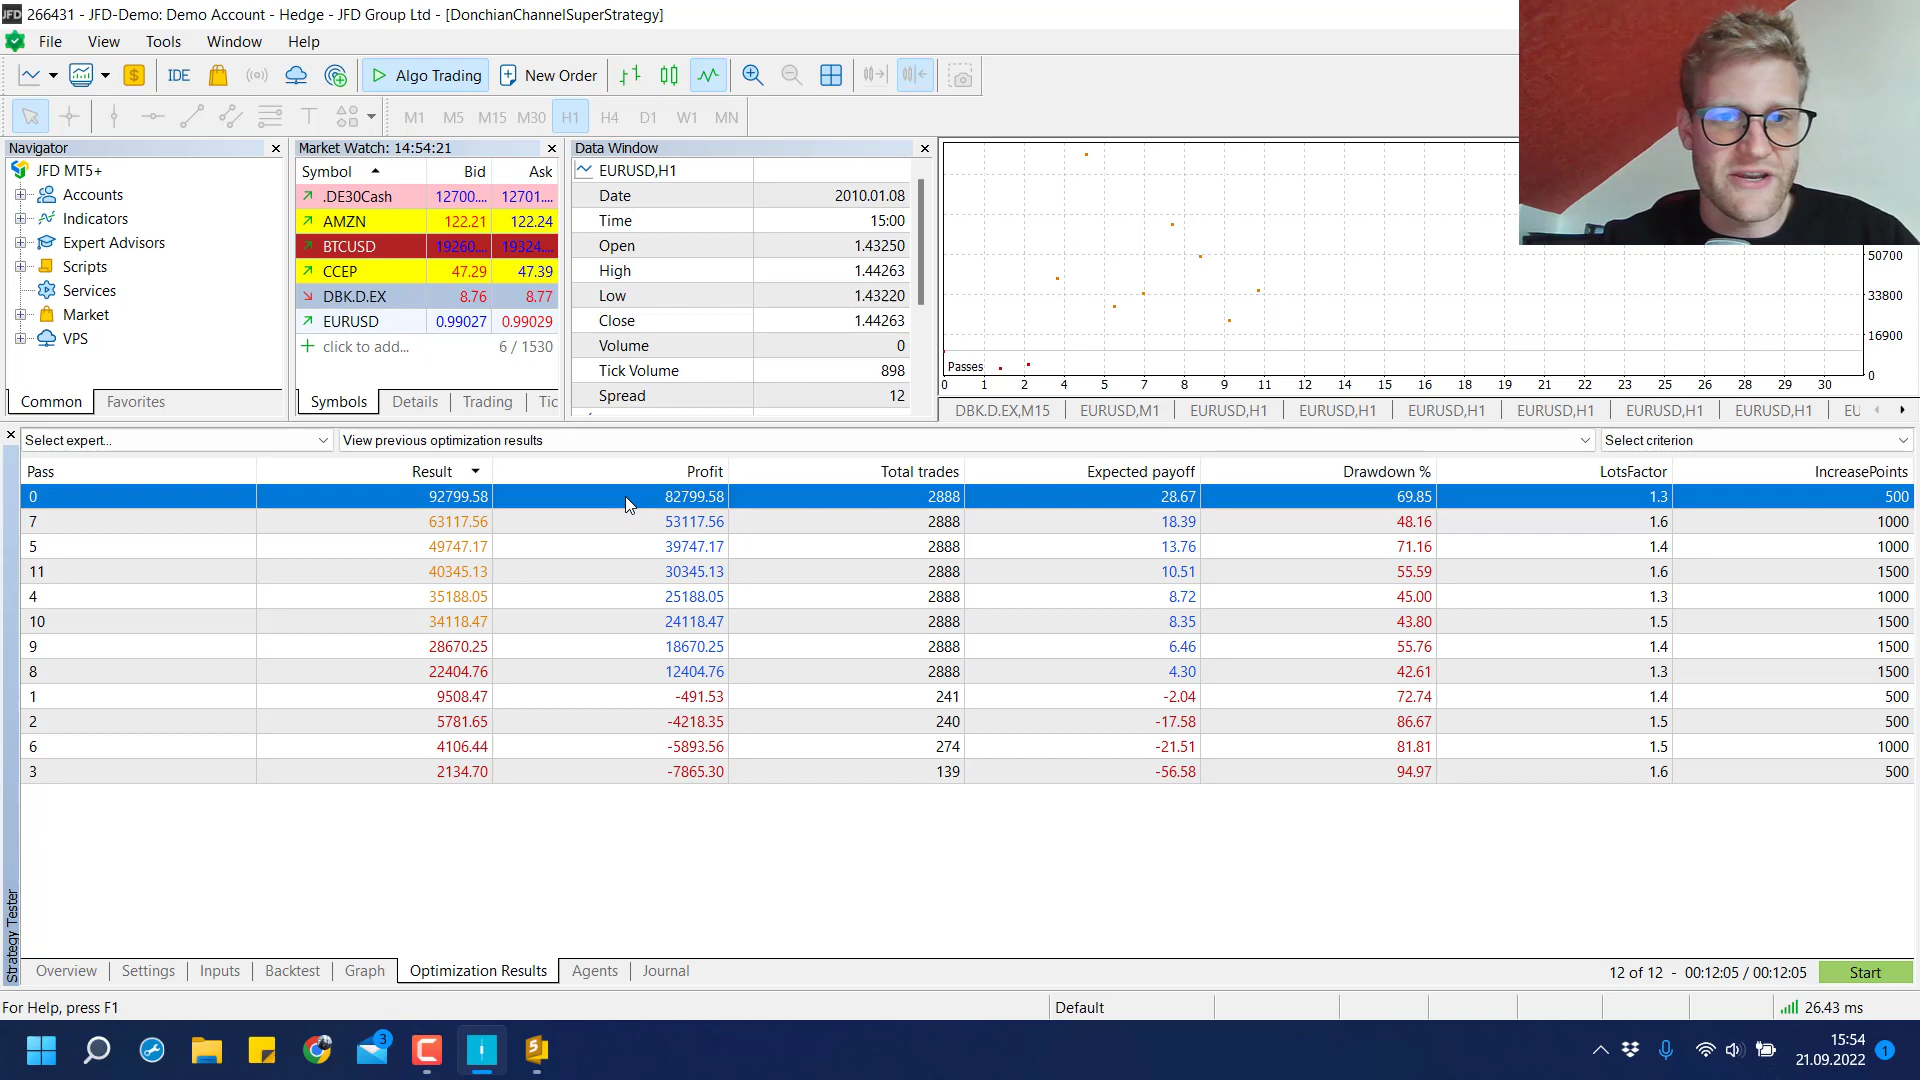 266431 - JFD-Demo: Demo Account - Hedge - JFD Group Ltd - [DonchianChannelSuperStrategy]
File View Tools Window Help
IDE Algo Trading New Order
M1 M5 M15 M30 H1 H4 D1 W1 MN
Navigator
JFD MT5+
Accounts
Indicators
Expert Advisors
Scripts
Services
Market
VPS
Common Favorites
Market Watch: 14:54:21
Symbol Bid Ask
.DE30Cash 12700.... 12701....
AMZN 122.21 122.24
BTCUSD 19260.... 19324....
CCEP 47.29 47.39
DBK.D.EX 8.76 8.77
EURUSD 0.99027 0.99029
click to add... 6 / 1530
Symbols Details Trading Tic
Data Window
EURUSD,H1
Date 2010.01.08
Time 15:00
Open 1.43250
High 1.44263
Low 1.43220
Close 1.44263
Volume 0
Tick Volume 898
Spread 12
50700
33800
16900
0
Passes
0 1 2 4 5 7 8 9 11 12 14 15 16 18 19 21 22 23 25 26 28 29 30
DBK.D.EX,M15 EURUSD,M1 EURUSD,H1 EURUSD,H1 EURUSD,H1 EURUSD,H1 EURUSD,H1 EURUSD,H1 EU
Select expert... View previous optimization results Select criterion
Pass Result Profit Total trades Expected payoff Drawdown % LotsFactor IncreasePoints
0 92799.58 82799.58 2888 28.67 69.85 1.3 500
7 63117.56 53117.56 2888 18.39 48.16 1.6 1000
5 49747.17 39747.17 2888 13.76 71.16 1.4 1000
11 40345.13 30345.13 2888 10.51 55.59 1.6 1500
4 35188.05 25188.05 2888 8.72 45.00 1.3 1000
10 34118.47 24118.47 2888 8.35 43.80 1.5 1500
9 28670.25 18670.25 2888 6.46 55.76 1.4 1500
8 22404.76 12404.76 2888 4.30 42.61 1.3 1500
1 9508.47 -491.53 241 -2.04 72.74 1.4 500
2 5781.65 -4218.35 240 -17.58 86.67 1.5 500
6 4106.44 -5893.56 274 -21.51 81.81 1.5 1000
3 2134.70 -7865.30 139 -56.58 94.97 1.6 500
Strategy Tester
Overview Settings Inputs Backtest Graph Optimization Results Agents Journal 12 of 12 - 00:12:05 / 00:12:05 Start
For Help, press F1 Default 26.43 ms
3
15:54
21.09.2022
1